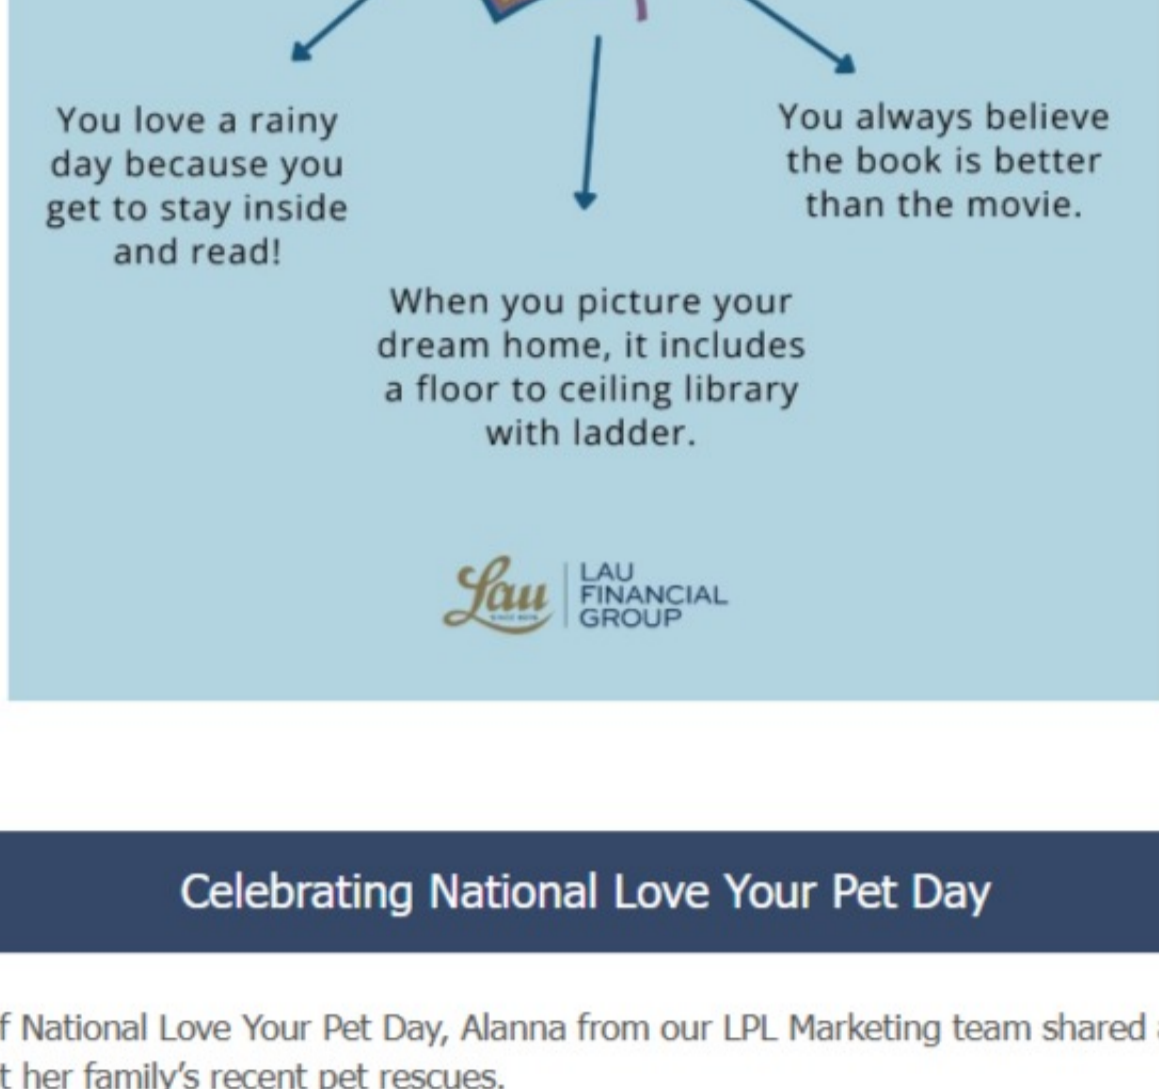 You love a rainy
day because you
get to stay inside
and read!
You always believe
the book is better
than the movie.
When you picture your
dream home, it includes
a floor to ceiling library
with ladder.
Lau
LAU
FINANCIAL
GROUP
Celebrating National Love Your Pet Day
f National Love Your Pet Day, Alanna from our LPL Marketing team shared
t her family's recent pet rescues.